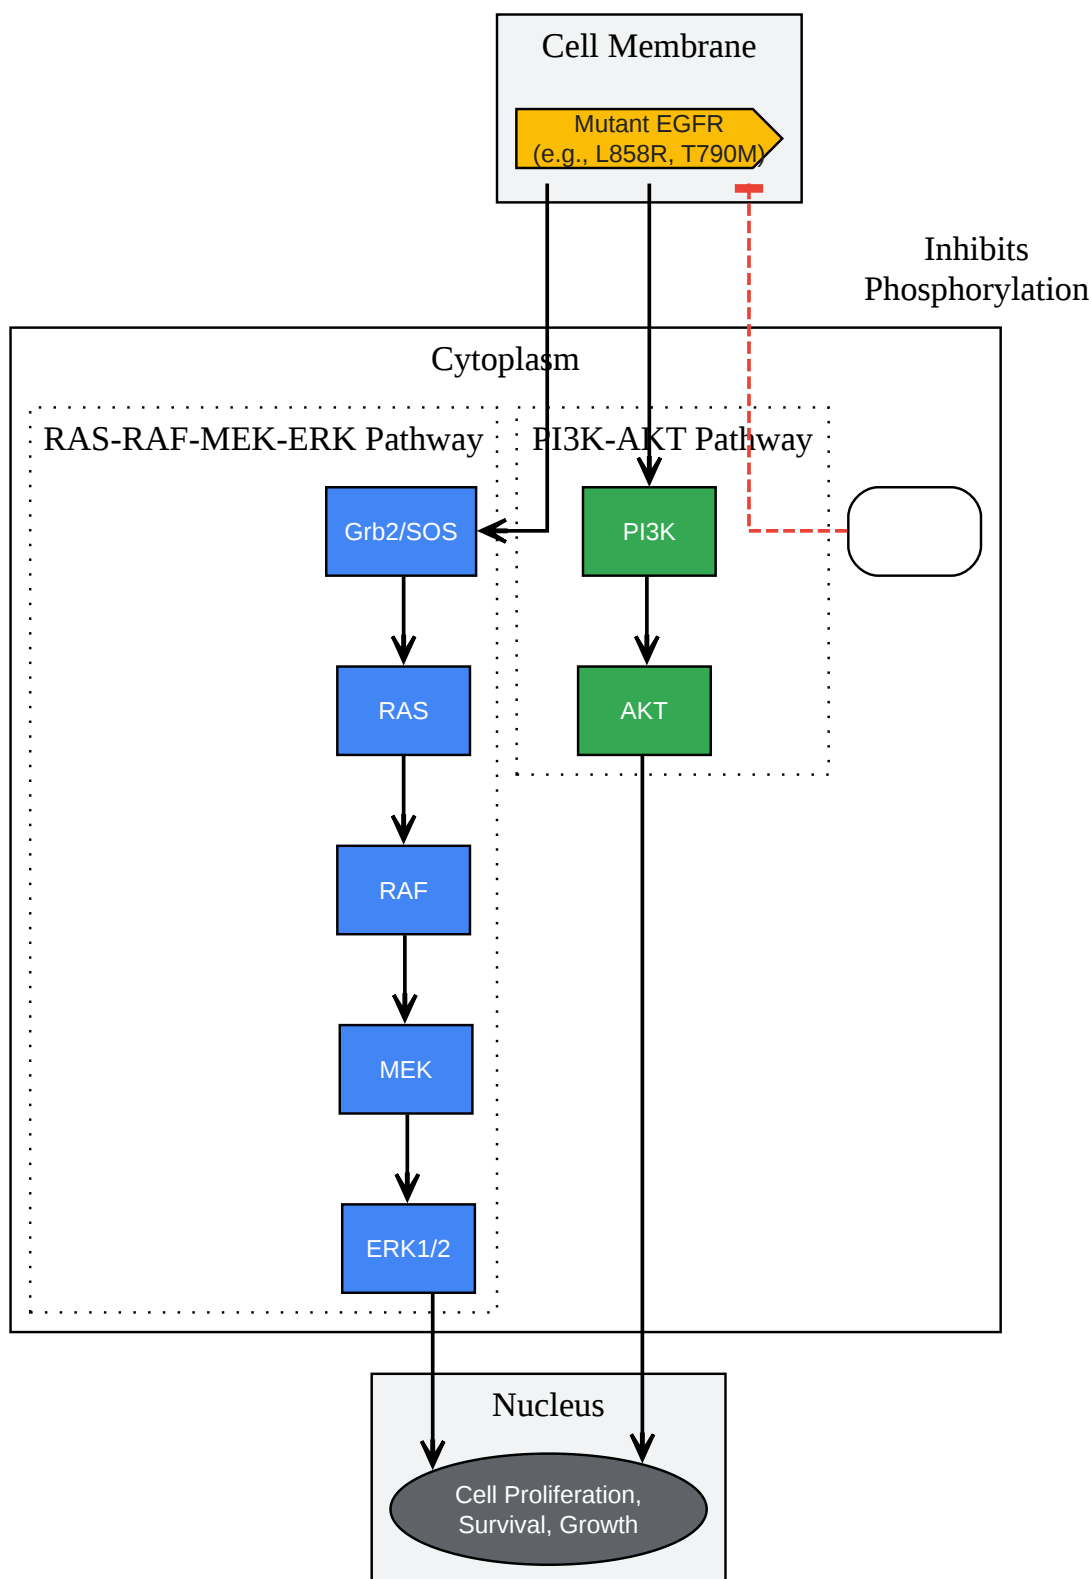 Cell Membrane
Mutant EGFR
(e.g., L858R, T790M)
Inhibits
Phosphorylation
Cytoplasm
RAS-RAF-MEK-ERK Pathway
PI3K-AKT Pathway
Grb2/SOS
PI3K
RAS
AKT
RAF
MEK
ERK1/2
Nucleus
Cell Proliferation,
Survival, Growth